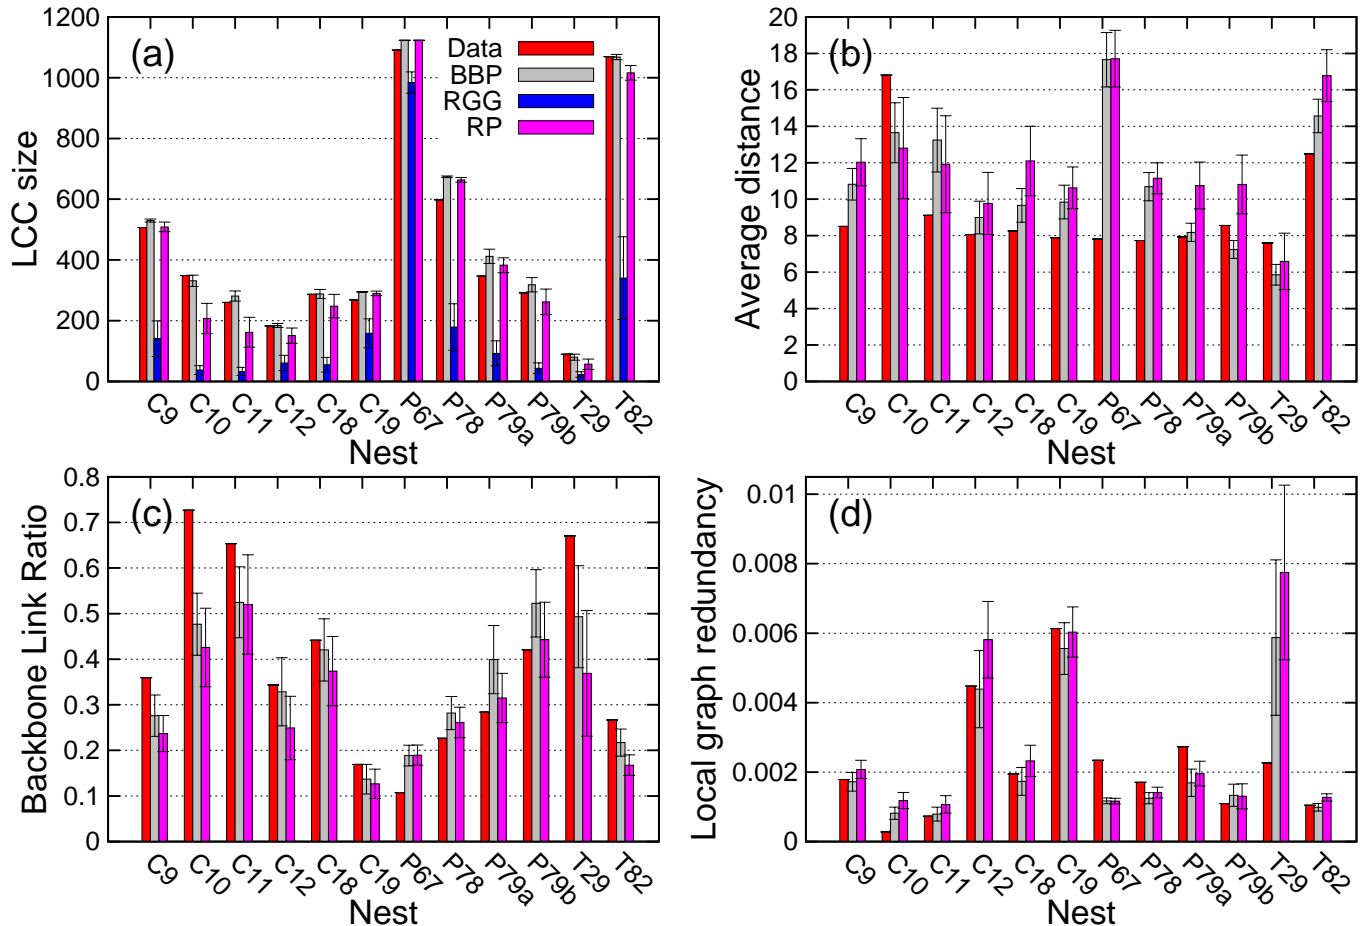 (a)
LCC size
1200
1000
800
600
400
200
0
Data
BBP
RGG
RP
C9 C10 C11 C12 C18 C19 P67 P78 P79a P79b T29 T82
Nest
(b)
Average distance
20
18
16
14
12
10
8
6
4
2
0
C9 C10 C11 C12 C18 C19 P67 P78 P79a P79b T29 T82
Nest
(c)
Backbone Link Ratio
0.8
0.7
0.6
0.5
0.4
0.3
0.2
0.1
0
C9 C10 C11 C12 C18 C19 P67 P78 P79a P79b T29 T82
Nest
(d)
Local graph redundancy
0.01
0.008
0.006
0.004
0.002
0
C9 C10 C11 C12 C18 C19 P67 P78 P79a P79b T29 T82
Nest